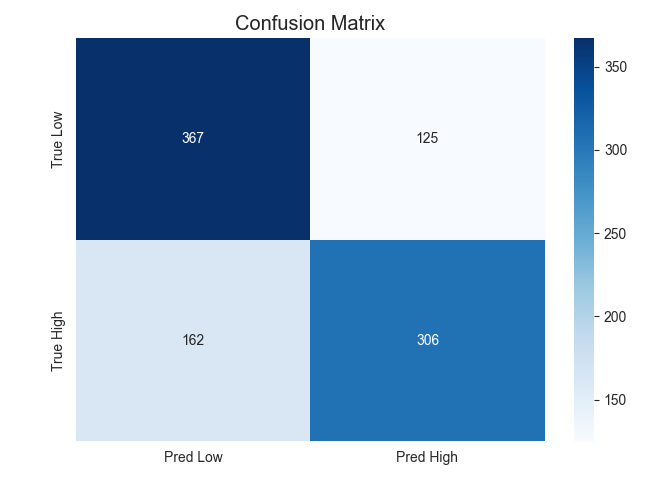 Confusion Matrix
True Low
367
125
True High
162
306
Pred Low
Pred High
350
300
250
200
150